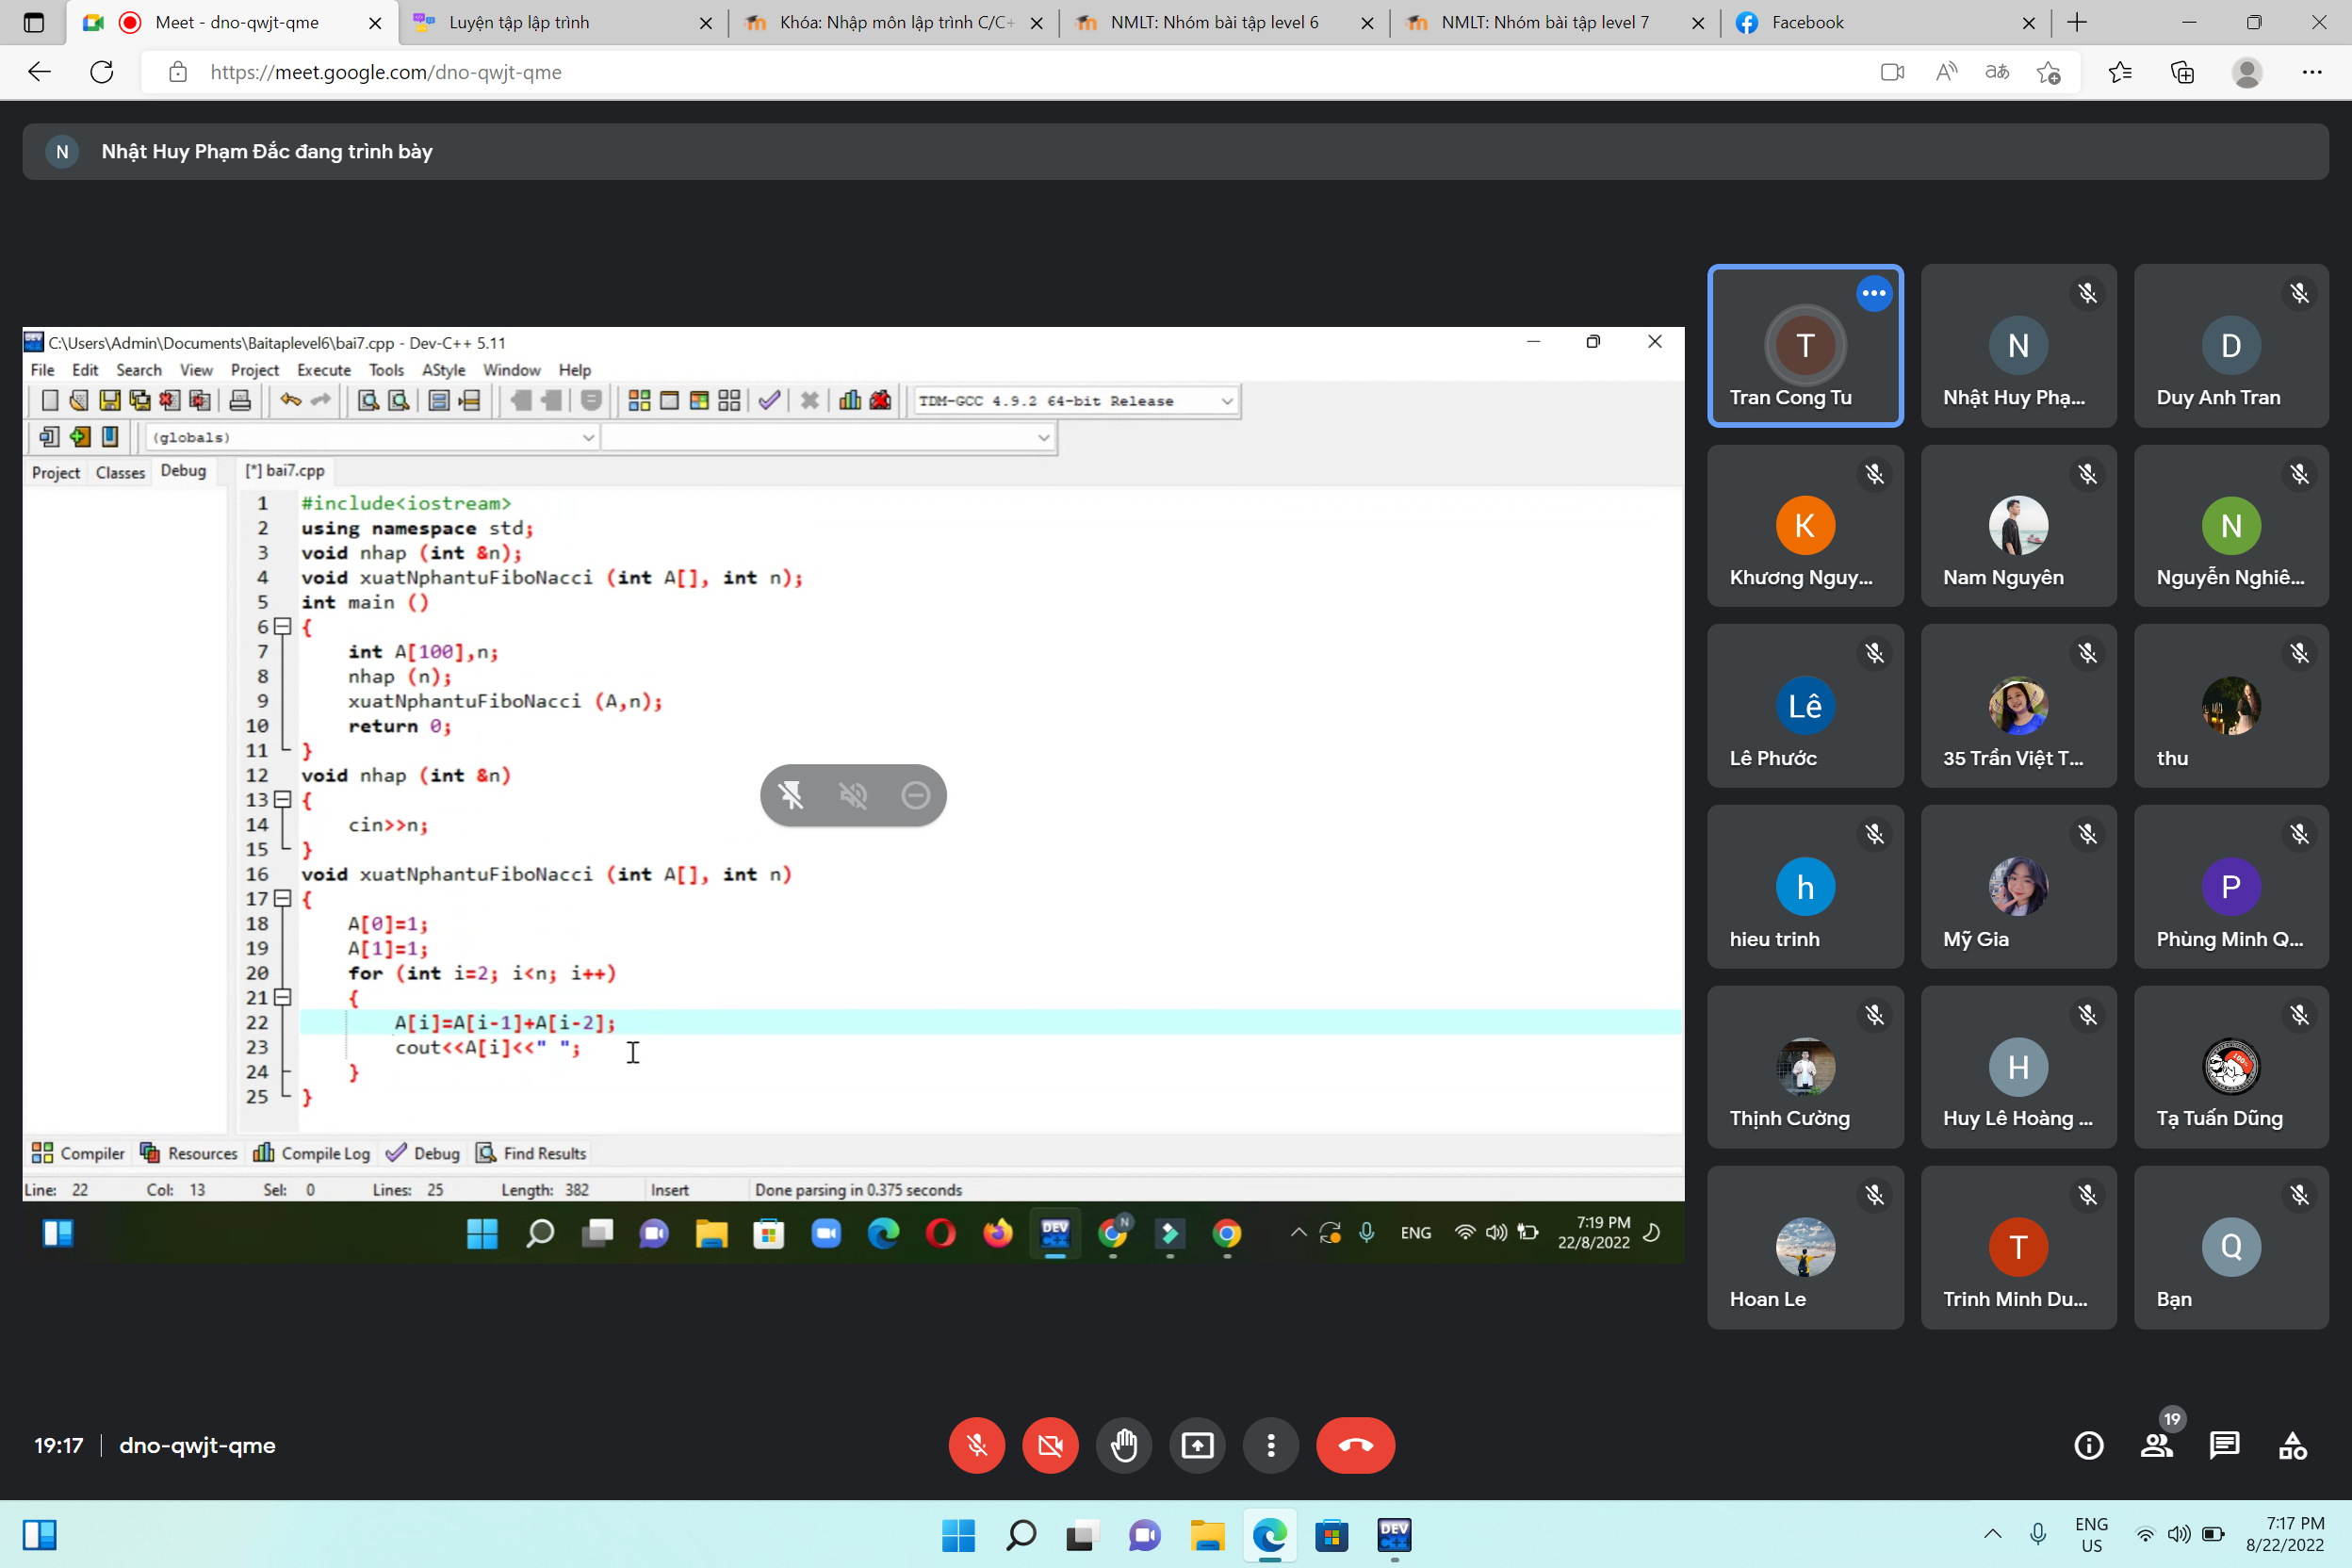 Meet - dno-qwjt-qme
Luyện tập lập trình
Khóa: Nhập môn lập trình C/C+
NMLT: Nhóm bài tập level 6
NMLT: Nhóm bài tập level 7
Facebook
https://meet.google.com/dno-qwjt-qme
N Nhật Huy Phạm Đắc đang trình bày
C:\Users\Admin\Documents\Baitaplevel6\bai7.cpp - Dev-C++ 5.11
File Edit Search View Project Execute Tools AStyle Window Help
TDM-GCC 4.9.2 64-bit Release
(globals)
Project Classes Debug [*] bai7.cpp
1 #include<iostream>
2 using namespace std;
3 void nhap (int &n);
4 void xuatNphantuFiboNacci (int A[], int n);
5 int main ()
6 {
7 int A[100],n;
8 nhap (n);
9 xuatNphantuFiboNacci (A,n);
10 return 0;
11 }
12 void nhap (int &n)
13 {
14 cin>>n;
15 }
16 void xuatNphantuFiboNacci (int A[], int n)
17 {
18 A[0]=1;
19 A[1]=1;
20 for (int i=2; i<n; i++)
21 {
22 A[i]=A[i-1]+A[i-2];
23 cout<<A[i]<<" ";
24 }
25 }
Compiler Resources Compile Log Debug Find Results
Line: 22 Col: 13 Sel: 0 Lines: 25 Length: 382 Insert Done parsing in 0.375 seconds
DEV C++
N
ENG
7:19 PM
22/8/2022
T
Tran Cong Tu
N
Nhật Huy Phạ...
D
Duy Anh Tran
K
Khương Nguy...
Nam Nguyên
N
Nguyễn Nghiê...
Lê
Lê Phước
35 Trần Việt T...
thu
h
hieu trinh
Mỹ Gia
P
Phùng Minh Q...
Thịnh Cường
H
Huy Lê Hoàng ...
100%
Tạ Tuấn Dũng
Hoan Le
T
Trinh Minh Du...
Q
Bạn
19:17 | dno-qwjt-qme
19
DEV C++
ENG
US
7:17 PM
8/22/2022